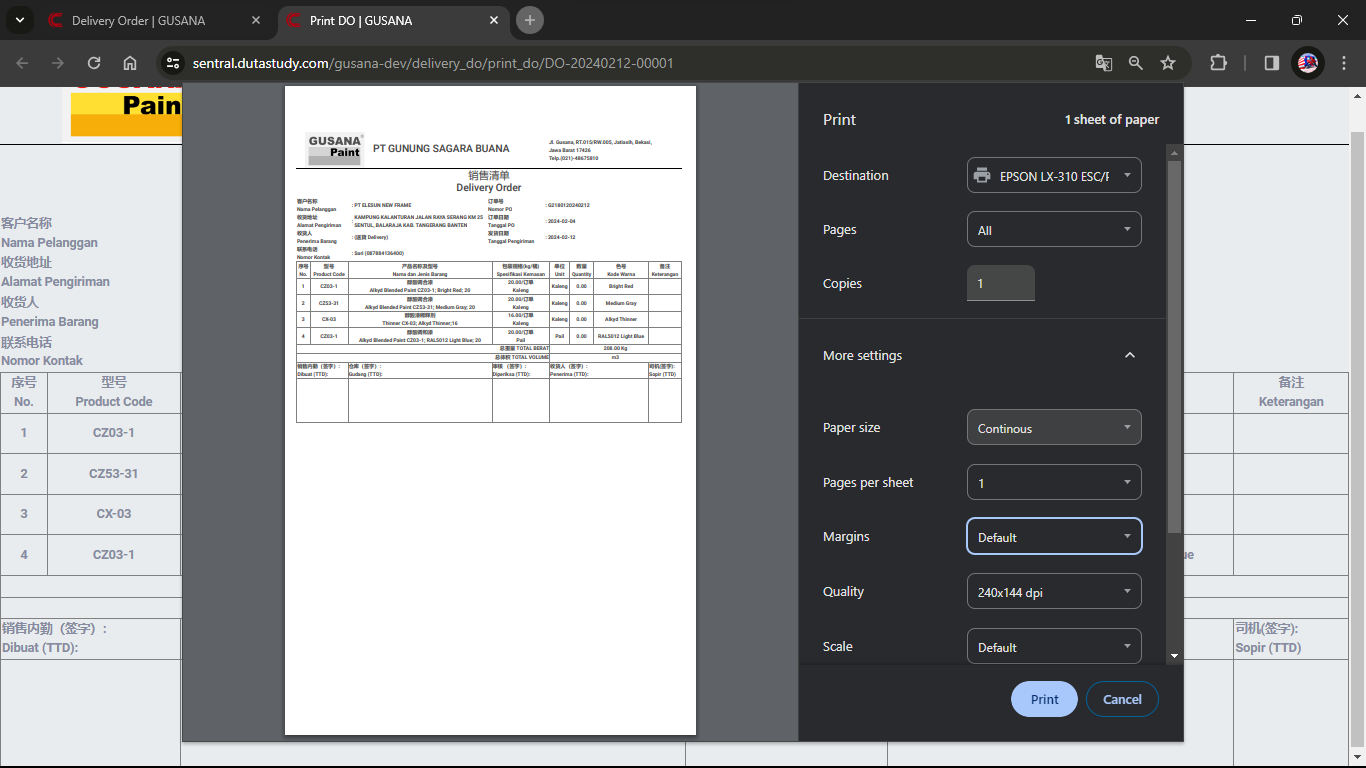 Delivery Order | GUSANA
Print DO | GUSANA
sentral.dutastudy.com/gusana-dev/delivery_do/print_do/DO-20240212-00001
Pain
客户名称
Nama Pelanggan
收货地址
Alamat Pengiriman
收货人
Penerima Barang
联系电话
Nomor Kontak
序号 型号
No. Product Code
1 CZ03-1
2 CZ53-31
3 CX-03
4 CZ03-1
销售内勤（签字）:
Dibuat (TTD):
GUSANA
Paint
PT GUNUNG SAGARA BUANA
Jl. Gusana, RT.015/RW.005, Jatiasih, Bekasi,
Jawa Barat 17426
Telp.(021)-48675810
销售清单
Delivery Order
客户名称
Nama Pelanggan : PT ELESUN NEW FRAME
收货地址
Alamat Pengiriman : KAMPUNG KALANTURAN JALAN RAYA SERANG KM 25
SENTUL, BALARAJA KAB. TANGERANG BANTEN
收货人
Penerima Barang : (送货 Delivery)
联系电话
Nomor Kontak : Sari (087884136400)
订单号
Nomor PO : G2180120240212
订单日期
Tanggal PO : 2024-02-04
发货日期
Tanggal Pengiriman : 2024-02-12
序号 型号 产品名称及型号 包装规格(kg/桶) 单位 数量 色号 备注
No. Product Code Nama dan Jenis Barang Spesifikasi Kemasan Unit Quantity Kode Warna Keterangan
1 CZ03-1 醇酸调合漆 20.00/订单 Kaleng 0.00 Bright Red
Alkyd Blended Paint CZ03-1; Bright Red; 20 Kaleng
2 CZ53-31 醇酸调合漆 20.00/订单 Kaleng 0.00 Medium Gray
Alkyd Blended Paint CZ53-31; Medium Gray; 20 Kaleng
3 CX-03 醇酸漆稀释剂 16.00/订单 Kaleng 0.00 Alkyd Thinner
Thinner CX-03; Alkyd Thinner;16 Kaleng
4 CZ03-1 醇酸调和漆 20.00/订单 Pail 0.00 RAL5012 Light Blue
Alkyd Blended Paint CZ03-1; RAL5012 Light Blue; 20 Pail
总重量 TOTAL BERAT 208.00 Kg
总体积 TOTAL VOLUME m3
销售内勤（签字）: 仓库（签字）: 审核 （签字）: 收货人（签字）: 司机(签字):
Dibuat (TTD): Gudang (TTD): Diperiksa (TTD): Penerima (TTD): Sopir (TTD)
Print 1 sheet of paper
Destination EPSON LX-310 ESC/F
Pages All
Copies 1
More settings
Paper size Continous
Pages per sheet 1
Margins Default
Quality 240x144 dpi
Scale Default
Print Cancel
备注
Keterangan
ue
司机(签字):
Sopir (TTD)